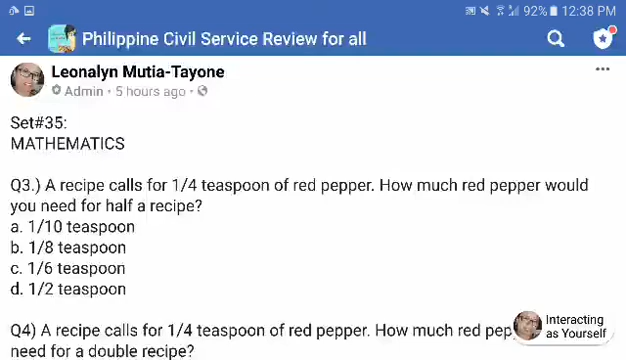 92% 12:38 PM
Philippine Civil Service Review for all
Leonalyn Mutia-Tayone
Admin • 5 hours ago •
Set#35:
MATHEMATICS
Q3.) A recipe calls for 1/4 teaspoon of red pepper. How much red pepper would
you need for half a recipe?
a. 1/10 teaspoon
b. 1/8 teaspoon
c. 1/6 teaspoon
d. 1/2 teaspoon
Q4) A recipe calls for 1/4 teaspoon of red pepper. How much red pep
need for a double recipe?
Interacting
as Yourself